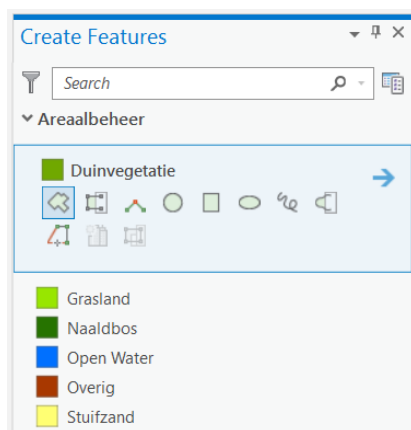 Create Features
Search
Areaalbeheer
Duinvegetatie
Grasland
Naaldbos
Open Water
Overig
Stuifzand